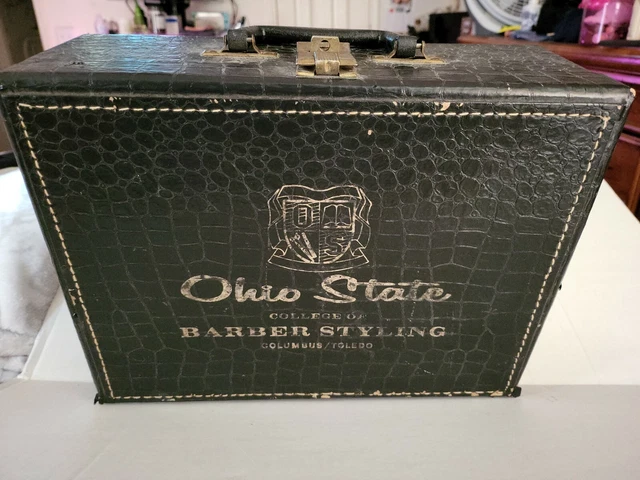 O
S
Ohio State
COLLEGE OF
BARBER STYLING
COLUMBUS/TOLEDO